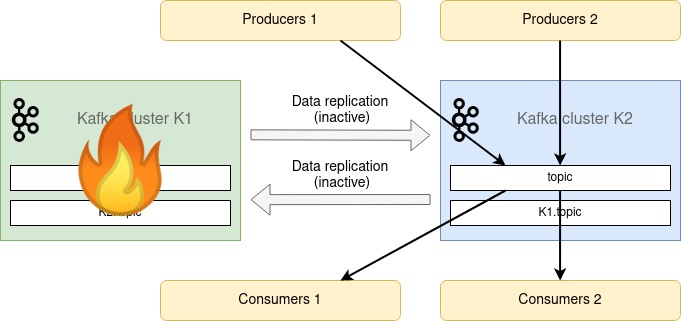 Producers 1
Producers 2
Kafka cluster K1
Data replication
(inactive)
Kafka cluster K2
Data replication
(inactive)
topic
K2.topic
K1.topic
Consumers 1
Consumers 2